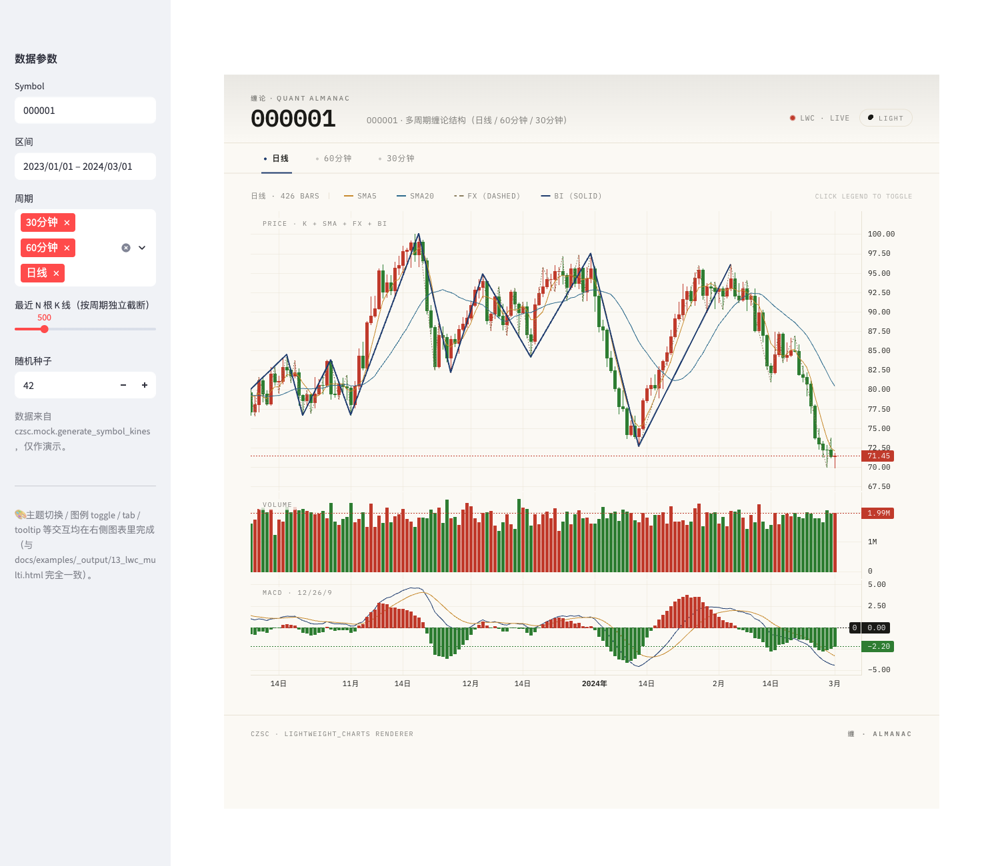 数据参数
Symbol
000001
区间
2023/01/01 – 2024/03/01
周期
30分钟 ×
60分钟 ×
日线 ×
最近 N 根 K 线（按周期独立截断）
500
随机种子
42
数据来自
czsc.mock.generate_symbol_kines
，仅作演示。
🎨主题切换 / 图例 toggle / tab /
tooltip 等交互均在右侧图表里完成
（与
docs/examples/_output/13_lwc_mu
lti.html 完全一致）。
缠论 · QUANT ALMANAC
000001
000001 · 多周期缠论结构（日线 / 60分钟 / 30分钟）
LWC · LIVE
LIGHT
日线
60分钟
30分钟
日线 · 426 BARS
SMA5
SMA20
FX (DASHED)
BI (SOLID)
CLICK LEGEND TO TOGGLE
PRICE · K + SMA + FX + BI
100.00
97.50
95.00
92.50
90.00
87.50
85.00
82.50
80.00
77.50
75.00
72.50
71.45
70.00
67.50
VOLUME
1.99M
1M
0
MACD · 12/26/9
5.00
2.50
0
0.00
−2.20
−5.00
14日
11月
14日
12月
14日
2024年
14日
2月
14日
3月
CZSC · LIGHTWEIGHT_CHARTS RENDERER
缠 · ALMANAC